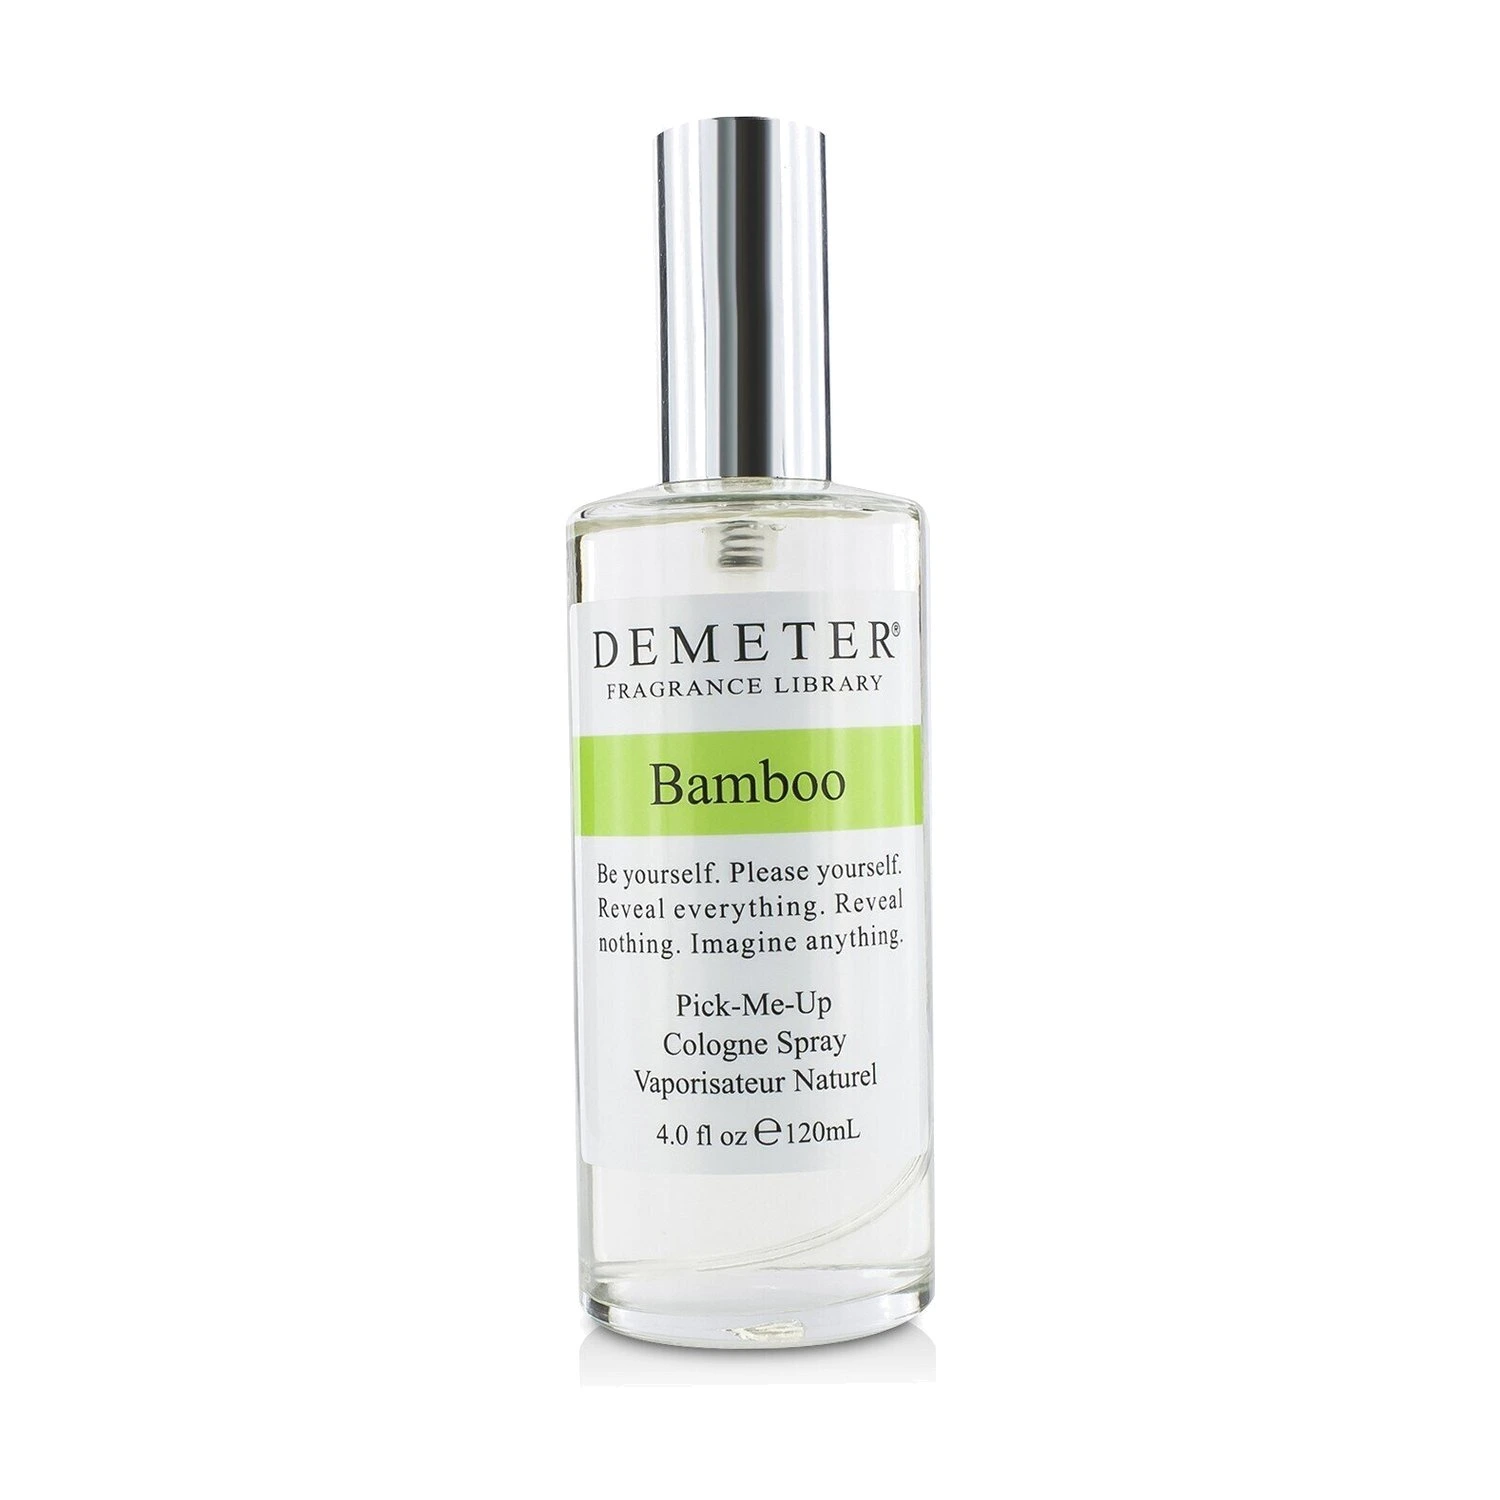 DEMETER®
FRAGRANCE LIBRARY
Bamboo
Be yourself. Please yourself.
Reveal everything. Reveal
nothing. Imagine anything.
Pick-Me-Up
Cologne Spray
Vaporisateur Naturel
4.0 fl oz ℮ 120mL